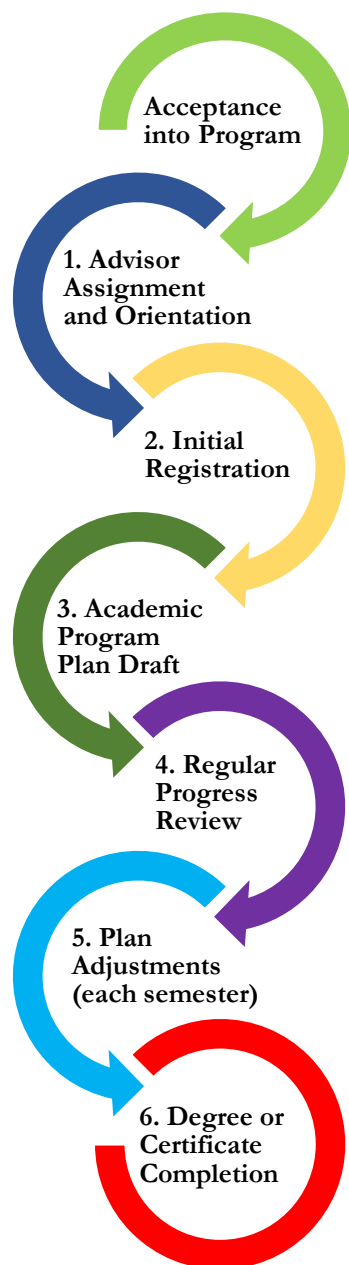 Acceptance
into Program
1. Advisor
Assignment
and Orientation
2. Initial
Registration
3. Academic
Program
Plan Draft
4. Regular
Progress
Review
5. Plan
Adjustments
(each semester)
6. Degree or
Certificate
Completion